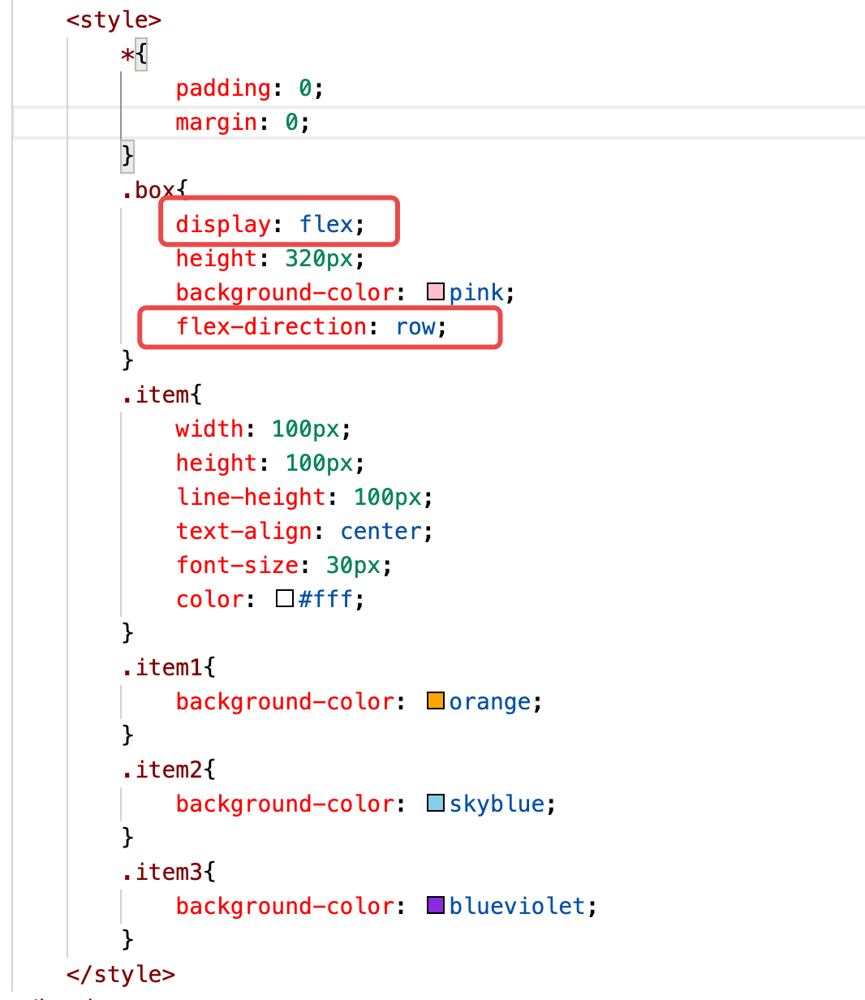 <style>
*{
padding: 0;
margin: 0;
}
.box{
display: flex;
height: 320px;
background-color: pink;
flex-direction: row;
}
.item{
width: 100px;
height: 100px;
line-height: 100px;
text-align: center;
font-size: 30px;
color: #fff;
}
.item1{
background-color: orange;
}
.item2{
background-color: skyblue;
}
.item3{
background-color: blueviolet;
}
</style>